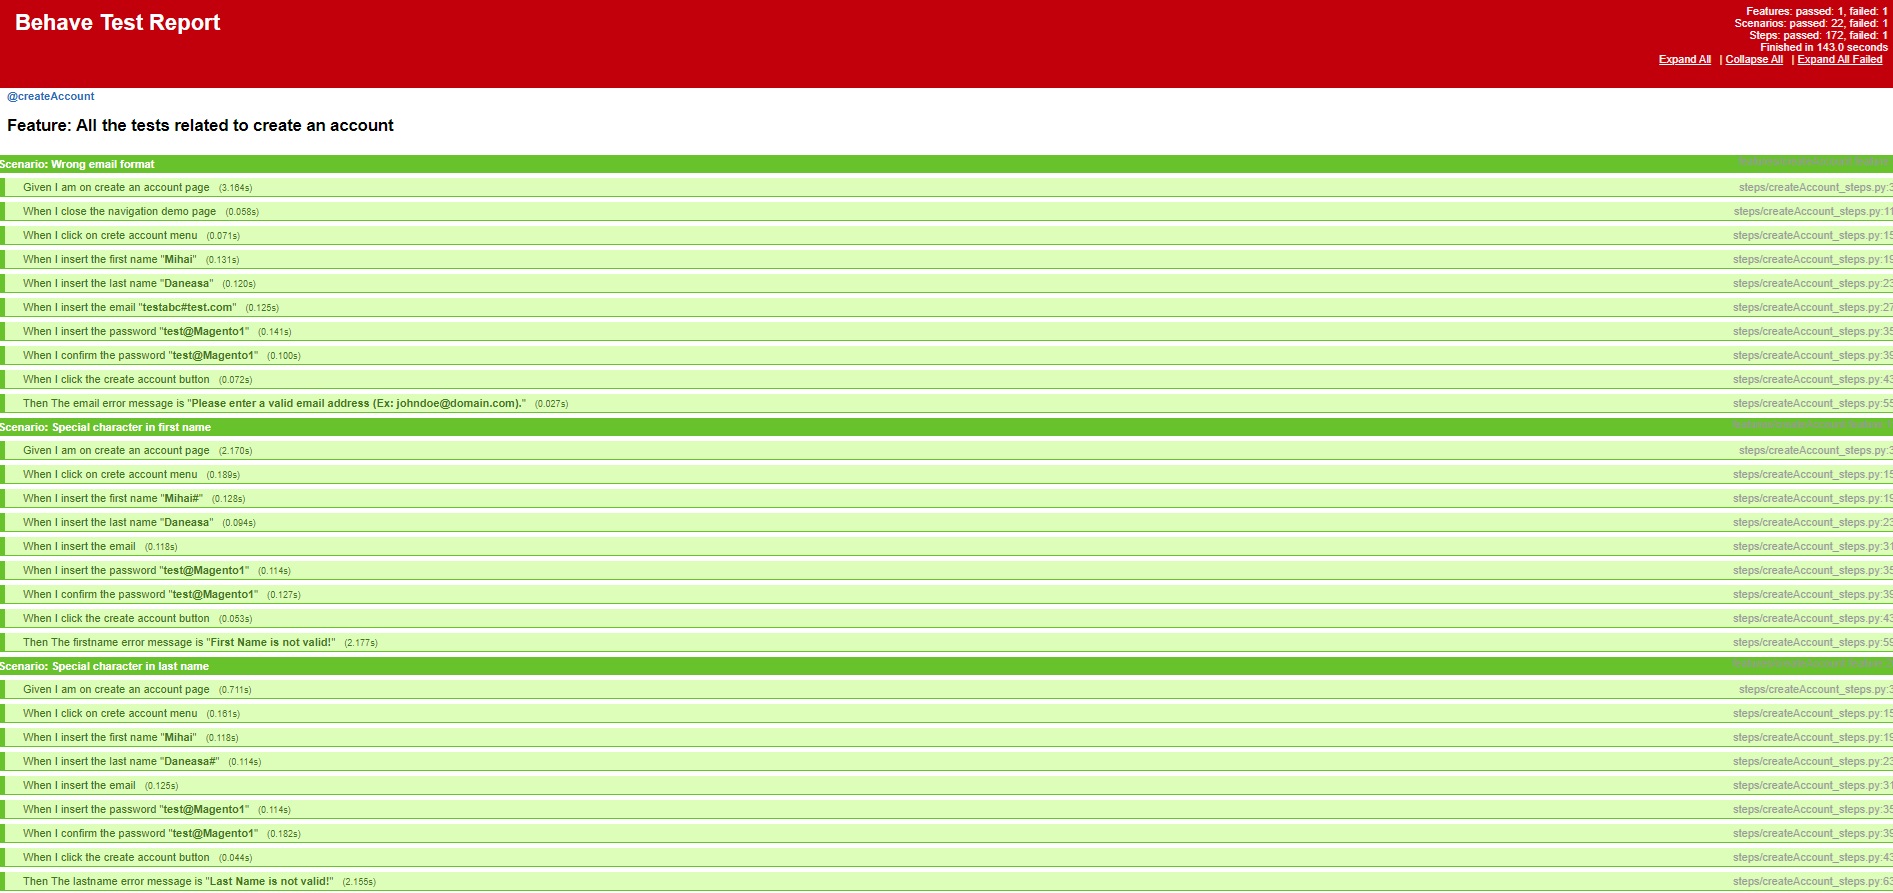 Behave Test Report
Features: passed: 1, failed: 1
Scenarios: passed: 22, failed: 1
Steps: passed: 172, failed: 1
Finished in 143.0 seconds
Expand All | Collapse All | Expand All Failed
@createAccount
Feature: All the tests related to create an account
Scenario: Wrong email format
Given I am on create an account page (3.164s) steps/createAccount_steps.py:3
When I close the navigation demo page (0.058s) steps/createAccount_steps.py:11
When I click on crete account menu (0.071s) steps/createAccount_steps.py:15
When I insert the first name "Mihai" (0.131s) steps/createAccount_steps.py:19
When I insert the last name "Daneasa" (0.120s) steps/createAccount_steps.py:23
When I insert the email "testabc#test.com" (0.125s) steps/createAccount_steps.py:27
When I insert the password "test@Magento1" (0.141s) steps/createAccount_steps.py:35
When I confirm the password "test@Magento1" (0.100s) steps/createAccount_steps.py:39
When I click the create account button (0.072s) steps/createAccount_steps.py:43
Then The email error message is "Please enter a valid email address (Ex: johndoe@domain.com)." (0.027s) steps/createAccount_steps.py:55
Scenario: Special character in first name
Given I am on create an account page (2.170s) steps/createAccount_steps.py:3
When I click on crete account menu (0.189s) steps/createAccount_steps.py:15
When I insert the first name "Mihai#" (0.128s) steps/createAccount_steps.py:19
When I insert the last name "Daneasa" (0.094s) steps/createAccount_steps.py:23
When I insert the email (0.118s) steps/createAccount_steps.py:31
When I insert the password "test@Magento1" (0.114s) steps/createAccount_steps.py:35
When I confirm the password "test@Magento1" (0.127s) steps/createAccount_steps.py:39
When I click the create account button (0.053s) steps/createAccount_steps.py:43
Then The firstname error message is "First Name is not valid!" (2.177s) steps/createAccount_steps.py:59
Scenario: Special character in last name
Given I am on create an account page (0.711s) steps/createAccount_steps.py:3
When I click on crete account menu (0.161s) steps/createAccount_steps.py:15
When I insert the first name "Mihai" (0.118s) steps/createAccount_steps.py:19
When I insert the last name "Daneasa#" (0.114s) steps/createAccount_steps.py:23
When I insert the email (0.125s) steps/createAccount_steps.py:31
When I insert the password "test@Magento1" (0.114s) steps/createAccount_steps.py:35
When I confirm the password "test@Magento1" (0.182s) steps/createAccount_steps.py:39
When I click the create account button (0.044s) steps/createAccount_steps.py:43
Then The lastname error message is "Last Name is not valid!" (2.155s) steps/createAccount_steps.py:63